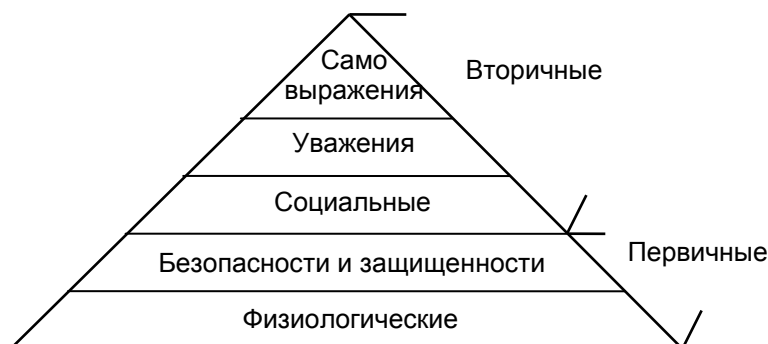 Само
выражения
Вторичные
Уважения
Социальные
Первичные
Безопасности и защищенности
Физиологические